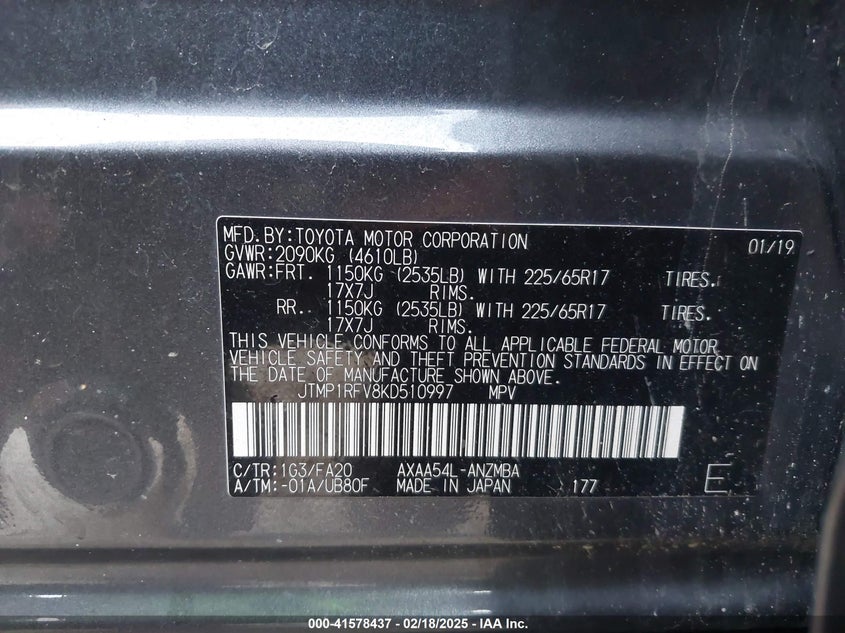 MFD.BY:TOYOTA MOTOR CORPORATION 01/19
GVWR:2090KG (4610LB)
GAWR:FRT. 1150KG (2535LB) WITH 225/65R17 TIRES.
17X7J RIMS.
RR.. 1150KG (2535LB) WITH 225/65R17 TIRES.
17X7J RIMS.
THIS VEHICLE CONFORMS TO ALL APPLICABLE FEDERAL MOTOR
VEHICLE SAFETY AND THEFT PREVENTION STANDARDS IN EFFECT ON
THE DATE OF MANUFACTURE SHOWN ABOVE.
JTMP1RFV8KD510997 MPV
C/TR:1G3/FA20 AXAA54L-ANZMBA
A/TM:-01A/UB80F MADE IN JAPAN 177 E
000-41578437 - 02/18/2025 - IAA Inc.